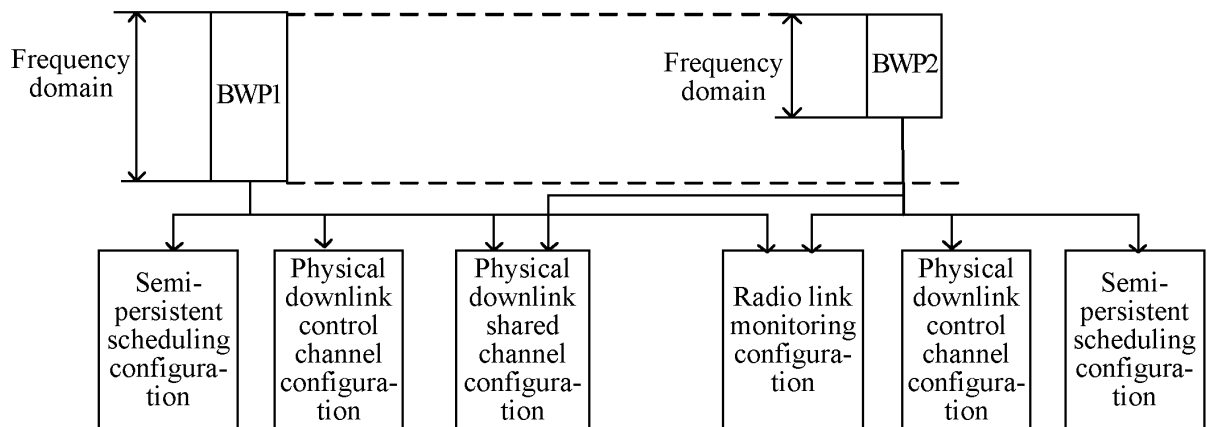 Frequency
domain
BWP1
Frequency
domain
BWP2
Semi-
persistent
scheduling
configura-
tion
Physical
downlink
control
channel
configura-
tion
Physical
downlink
shared
channel
configura-
tion
Radio link
monitoring
configura-
tion
Physical
downlink
control
channel
configura-
tion
Semi-
persistent
scheduling
configura-
tion